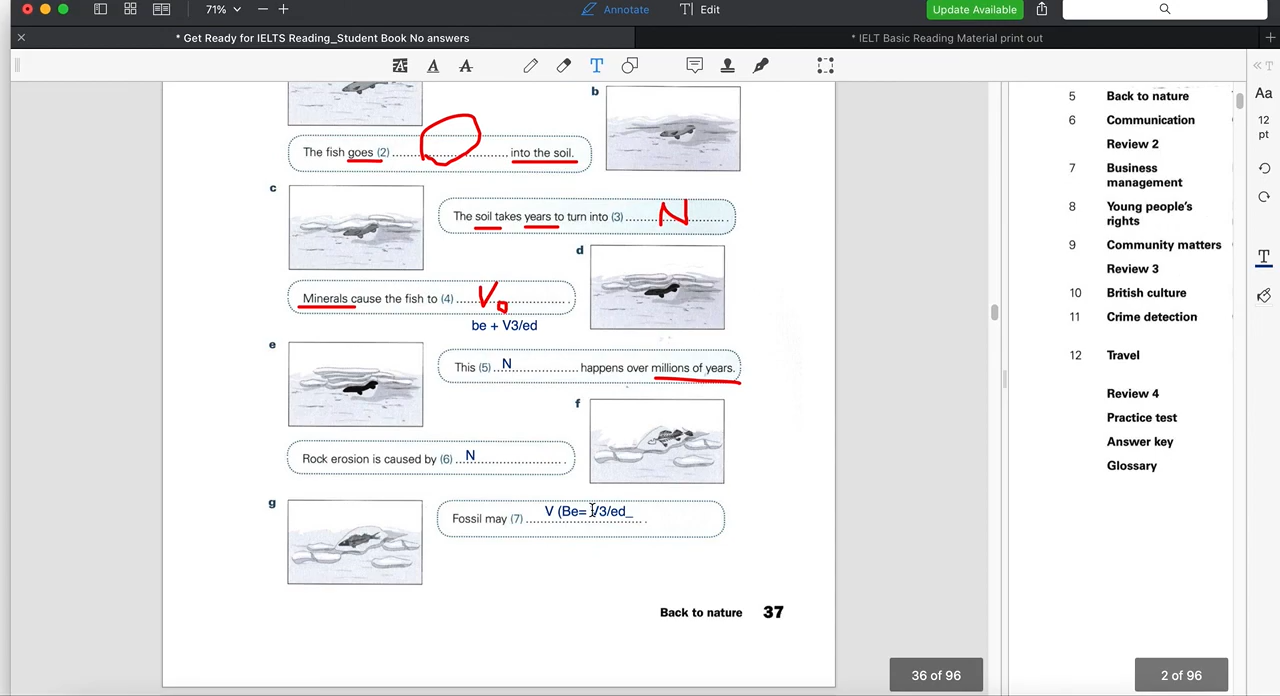 71%
Annotate
Edit
Update Available
* Get Ready for IELTS Reading_Student Book No answers
* IELT Basic Reading Material print out
b
The fish goes (2) ........................ into the soil.
c
The soil takes years to turn into (3) ........................
N
d
Minerals cause the fish to (4) ........................ .
V
be + V3/ed
e
This (5) ........................ happens over millions of years.
N
f
Rock erosion is caused by (6) ........................ .
N
g
Fossil may (7) ........................ .
V (Be= V3/ed_
Back to nature 37
36 of 96
5 Back to nature
6 Communication
Review 2
7 Business
management
8 Young people's
rights
9 Community matters
Review 3
10 British culture
11 Crime detection
12 Travel
Review 4
Practice test
Answer key
Glossary
2 of 96
Aa
12
pt